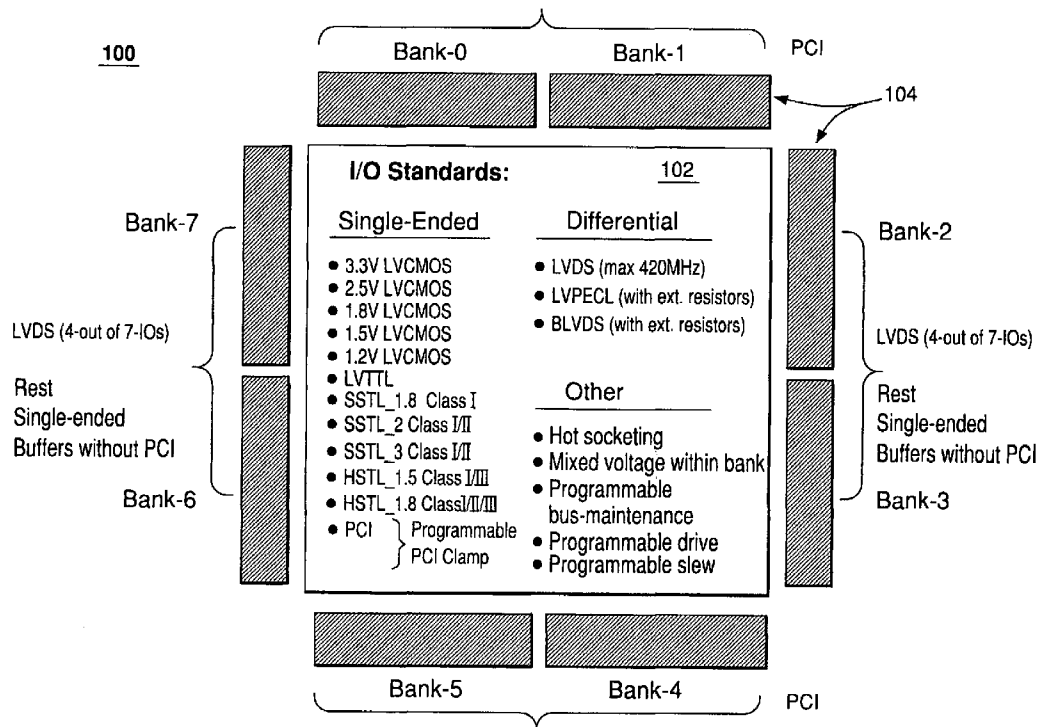 100
Bank-0
Bank-1
PCI
104
I/O Standards:
102
Single-Ended
• 3.3V LVCMOS
• 2.5V LVCMOS
• 1.8V LVCMOS
• 1.5V LVCMOS
• 1.2V LVCMOS
• LVTTL
• SSTL_1.8 Class I
• SSTL_2 Class I/II
• SSTL_3 Class I/II
• HSTL_1.5 Class I/III
• HSTL_1.8 ClassI/II/III
• PCI
Programmable
PCI Clamp
Differential
• LVDS (max 420MHz)
• LVPECL (with ext. resistors)
• BLVDS (with ext. resistors)
Other
• Hot socketing
• Mixed voltage within bank
• Programmable
bus-maintenance
• Programmable drive
• Programmable slew
Bank-7
LVDS (4-out of 7-IOs)
Rest
Single-ended
Buffers without PCI
Bank-6
Bank-2
LVDS (4-out of 7-IOs)
Rest
Single-ended
Buffers without PCI
Bank-3
Bank-5
Bank-4
PCI